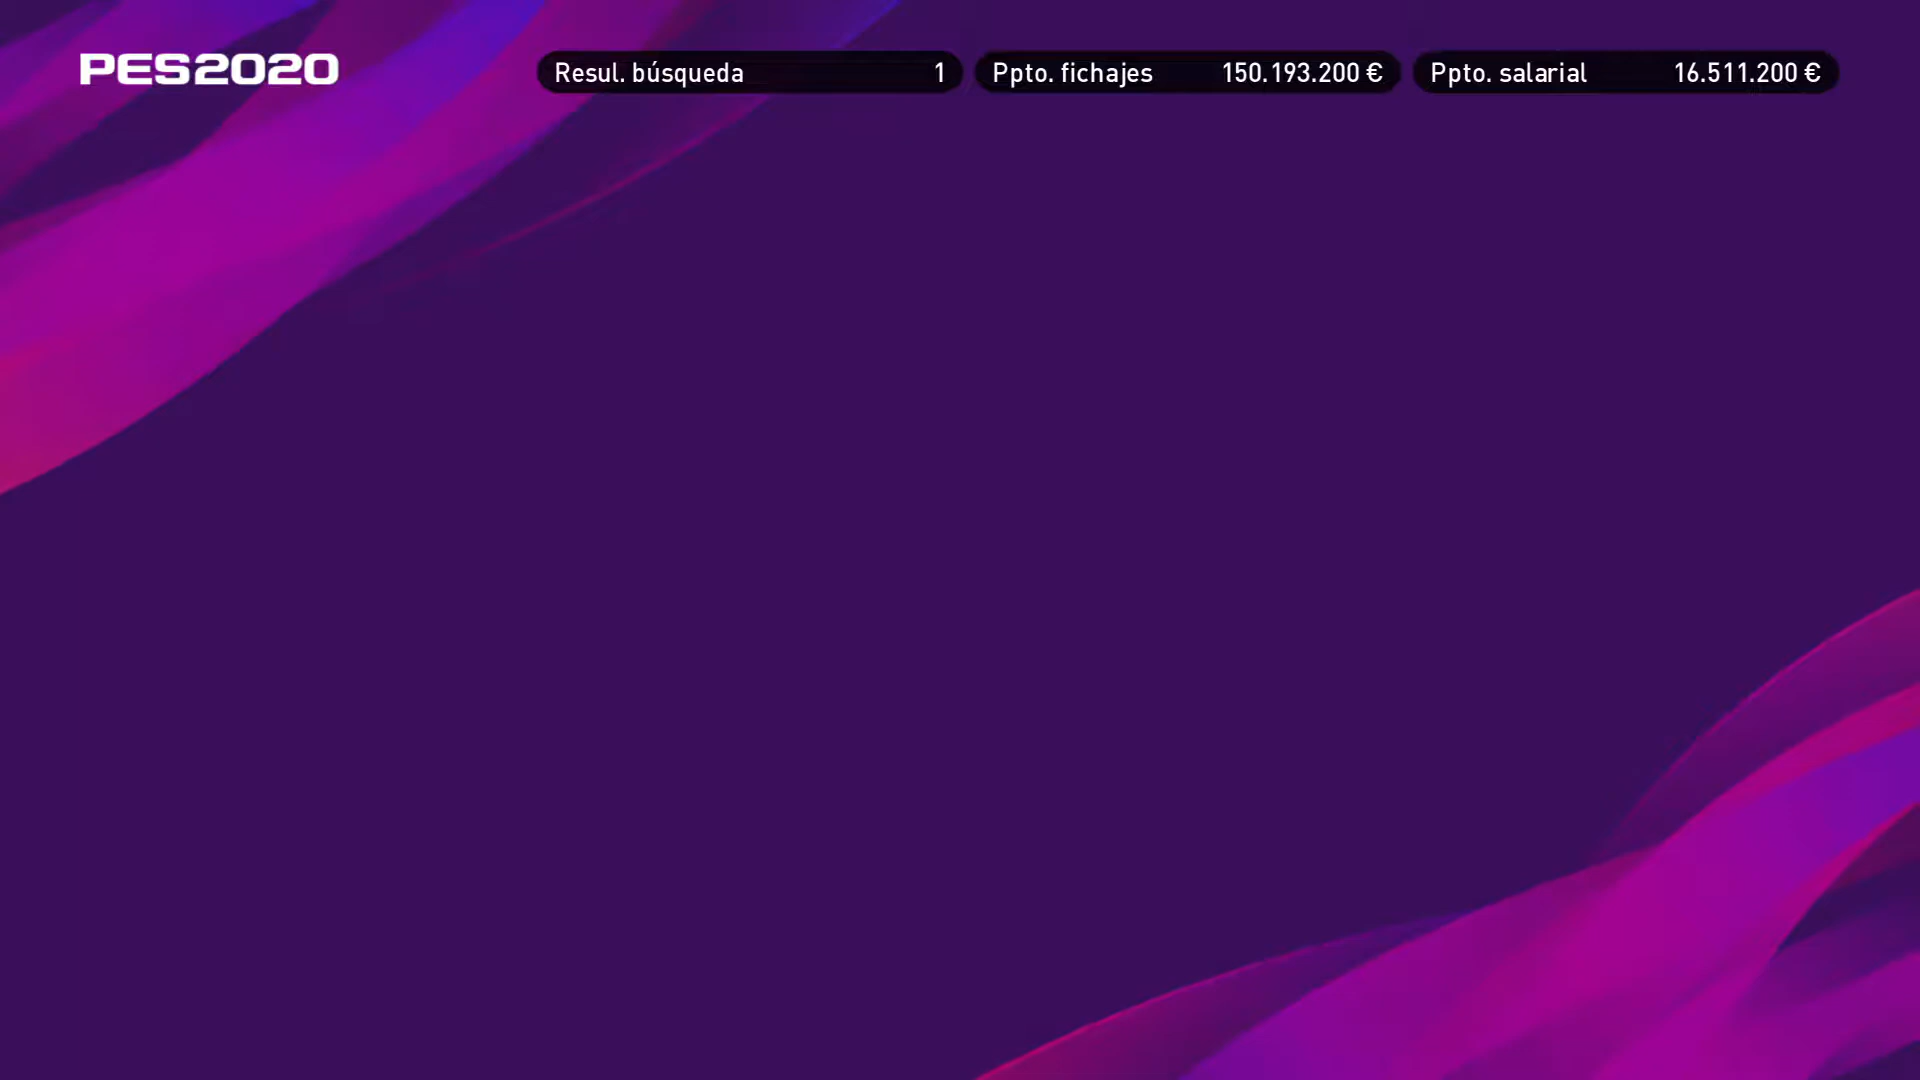 PES2020
Resul. búsqueda 1
Ppto. fichajes 150.193.200 €
Ppto. salarial 16.511.200 €